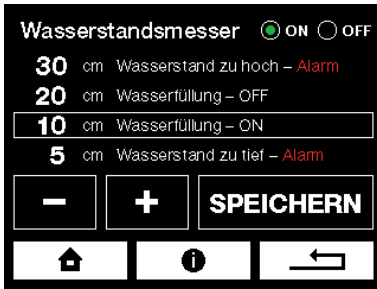 Wasserstandsmesser ON OFF
30 cm Wasserstand zu hoch – Alarm
20 cm Wasserfüllung – OFF
10 cm Wasserfüllung – ON
5 cm Wasserstand zu tief – Alarm
– + SPEICHERN
i